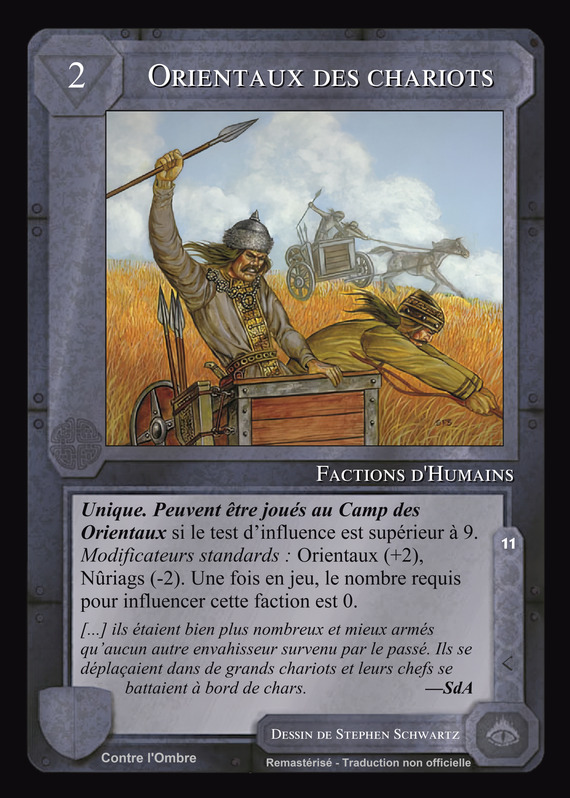 2
ORIENTAUX DES CHARIOTS
SFS
FACTIONS D'HUMAINS
Unique. Peuvent être joués au Camp des
Orientaux si le test d'influence est supérieur à 9.
Modificateurs standards : Orientaux (+2),
Nûriags (-2). Une fois en jeu, le nombre requis
pour influencer cette faction est 0.
11
[...] ils étaient bien plus nombreux et mieux armés
qu'aucun autre envahisseur survenu par le passé. Ils se
déplaçaient dans de grands chariots et leurs chefs se
battaient à bord de chars. —SdA
DESSIN DE STEPHEN SCHWARTZ
Contre l'Ombre
Remastérisé - Traduction non officielle